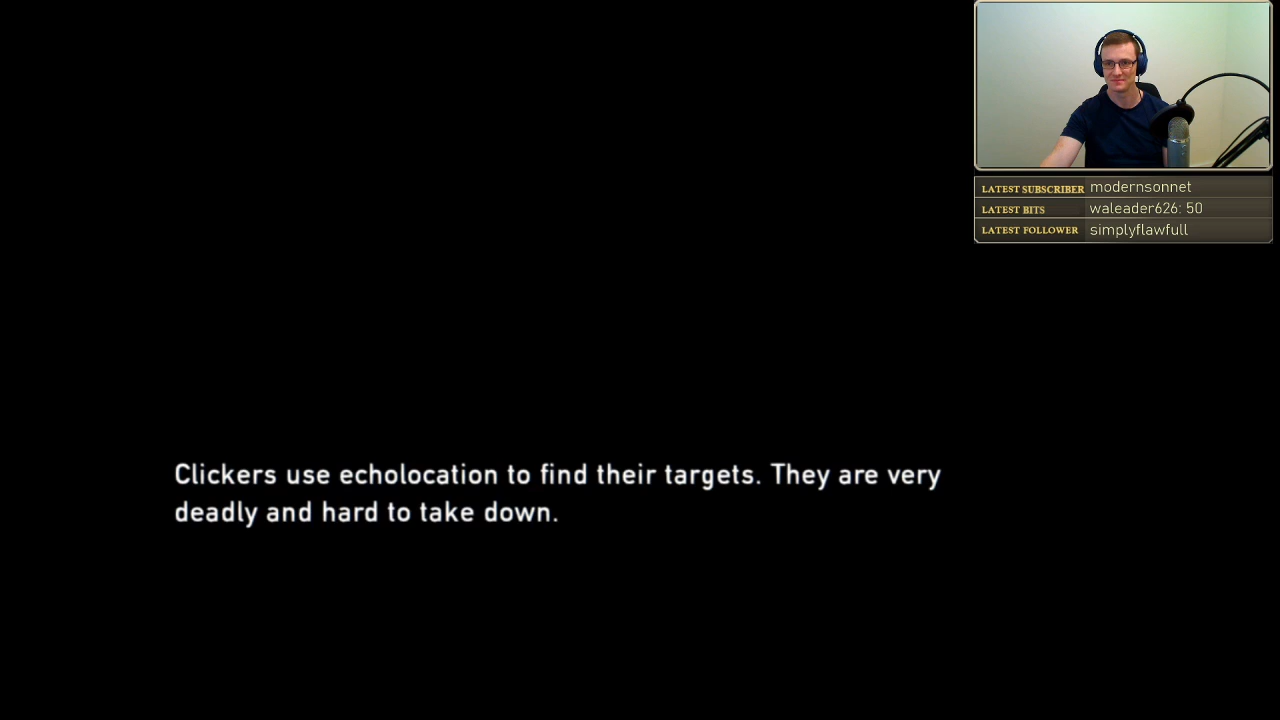 LATEST SUBSCRIBER modernsonnet
LATEST BITS waleader626: 50
LATEST FOLLOWER simplyflawfull
Clickers use echolocation to find their targets. They are very
deadly and hard to take down.